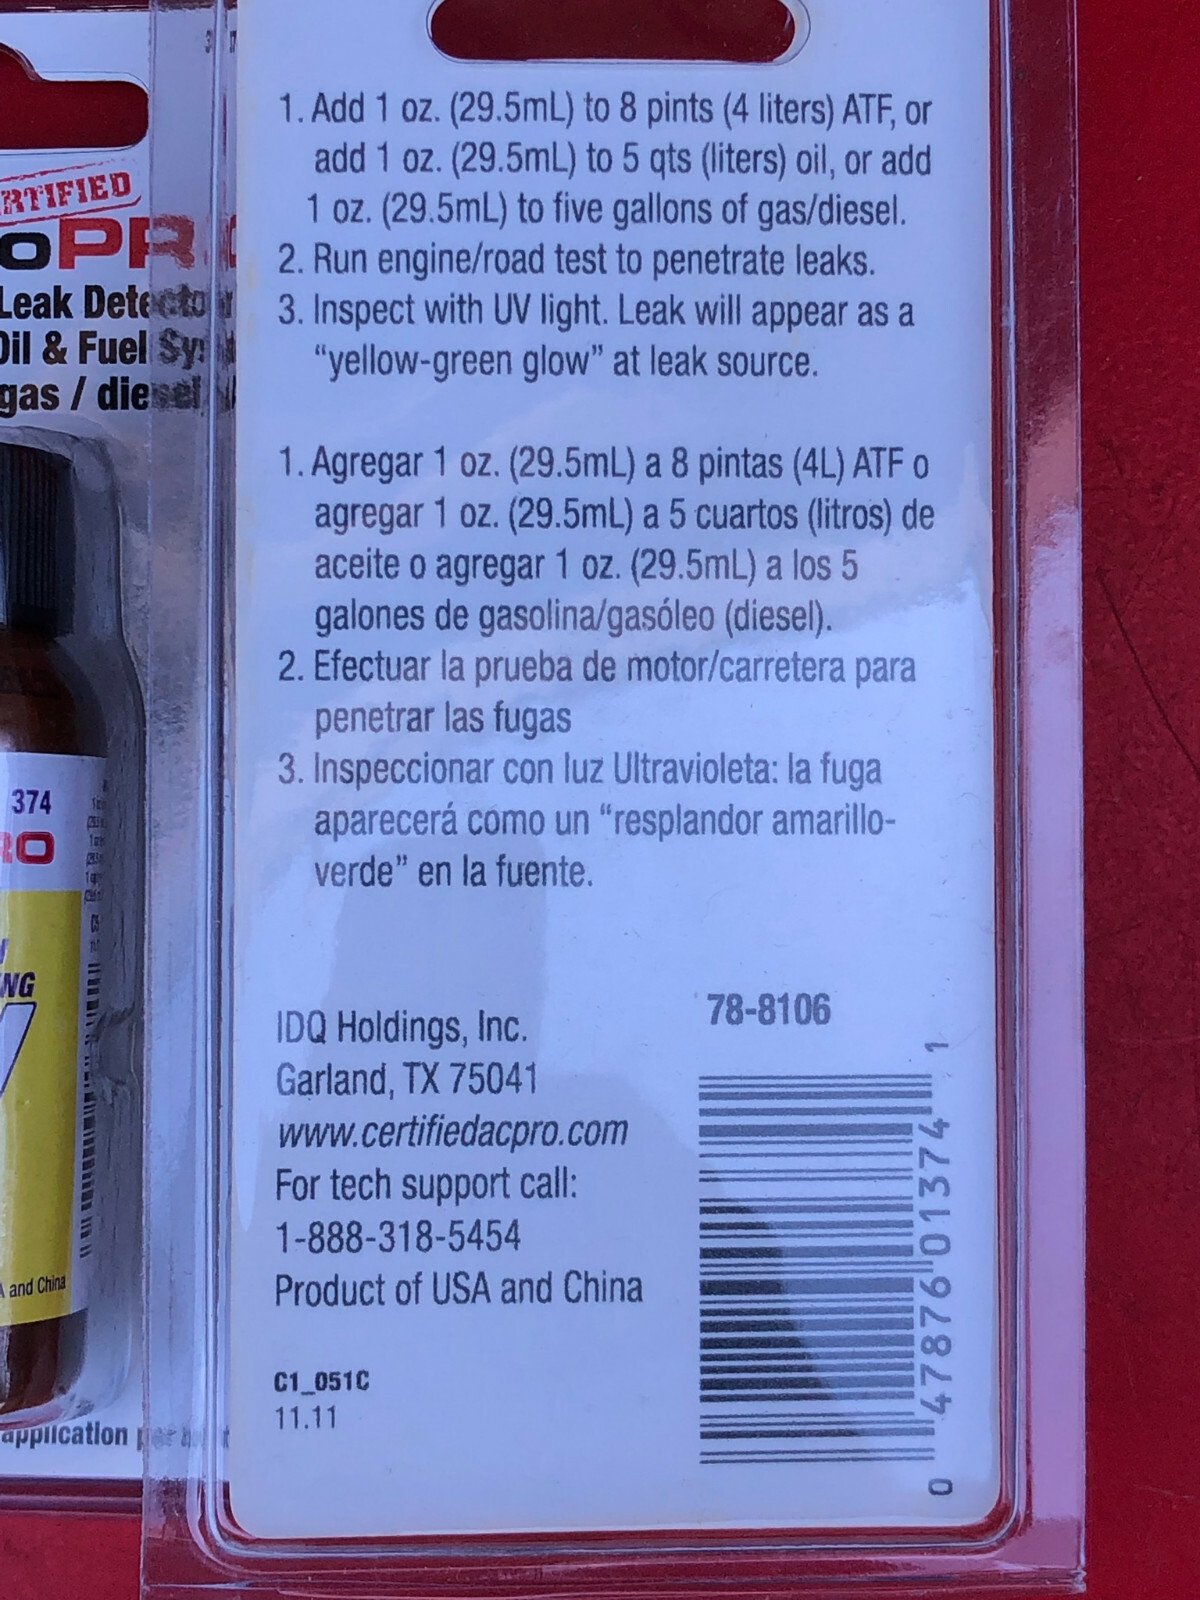 1. Add 1 oz. (29.5mL) to 8 pints (4 liters) ATF, or
add 1 oz. (29.5mL) to 5 qts (liters) oil, or add
1 oz. (29.5mL) to five gallons of gas/diesel.
2. Run engine/road test to penetrate leaks.
3. Inspect with UV light. Leak will appear as a
“yellow-green glow” at leak source.
1. Agregar 1 oz. (29.5mL) a 8 pintas (4L) ATF o
agregar 1 oz. (29.5mL) a 5 cuartos (litros) de
aceite o agregar 1 oz. (29.5mL) a los 5
galones de gasolina/gasóleo (diesel).
2. Efectuar la prueba de motor/carretera para
penetrar las fugas
3. Inspeccionar con luz Ultravioleta: la fuga
aparecerá como un “resplandor amarillo-
verde” en la fuente.
IDQ Holdings, Inc.
Garland, TX 75041
www.certifiedacpro.com
For tech support call:
1-888-318-5454
Product of USA and China
C1_051C
11.11
78-8106
0 47876 01374 1
RTIFIED
oPRO
Leak Detector
Oil & Fuel Sy
gas / diesel
374
RO
NG
A and China
application per